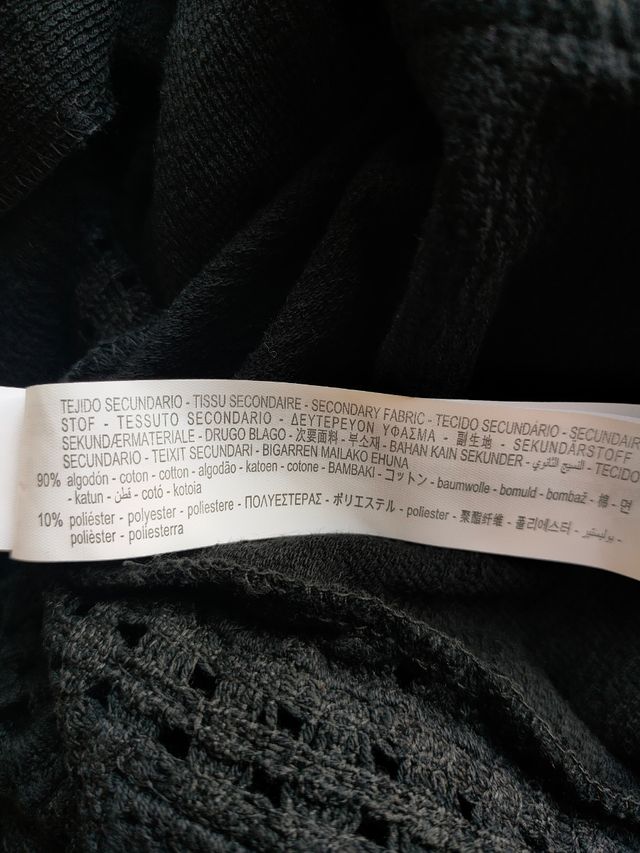 TEJIDO SECUNDARIO - TISSU SECONDAIRE - SECONDARY FABRIC - TECIDO SECUNDÁRIO - SECUNDAIR
STOF - TESSUTO SECONDARIO - ΔΕΥΤΕΡΕΥΟΝ ΥΦΑΣΜΑ - 副生地 - SEKUNDÄRSTOFF
SEKUNDÆRMATERIALE - DRUGO BLAGO - 次要面料 - 부소재 - BAHAN KAIN SEKUNDER - النسيج الثانوي - TECIDO
SECUNDARIO - TEIXIT SECUNDARI - BIGARREN MAILAKO EHUNA
90% algodón - coton - cotton - algodão - katoen - cotone - ΒΑΜΒΑΚΙ - コットン - baumwolle - bomuld - bombaž - 棉 - 면
- katun - قطن - cotó - kotoia
10% poliéster - polyester - poliestere - ΠΟΛΥΕΣΤΕΡΑΣ - ポリエステル - poliester - 聚酯纤维 - 폴리에스터 - بوليستير -
polièster - poliesterra